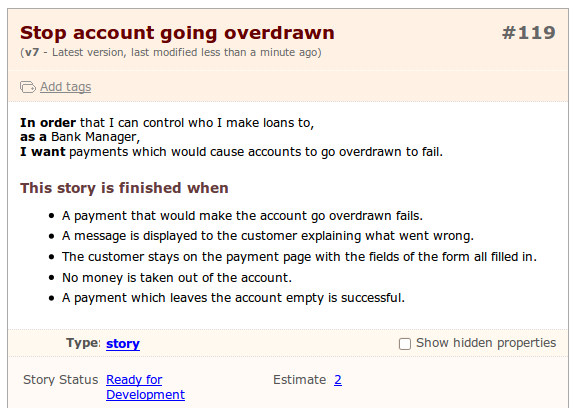 Stop account going overdrawn #119
(v7 - Latest version, last modified less than a minute ago)
Add tags
In order that I can control who I make loans to,
as a Bank Manager,
I want payments which would cause accounts to go overdrawn to fail.
This story is finished when
• A payment that would make the account go overdrawn fails.
• A message is displayed to the customer explaining what went wrong.
• The customer stays on the payment page with the fields of the form all filled in.
• No money is taken out of the account.
• A payment which leaves the account empty is successful.
Type: story Show hidden properties
Story Status Ready for Estimate 2
Development